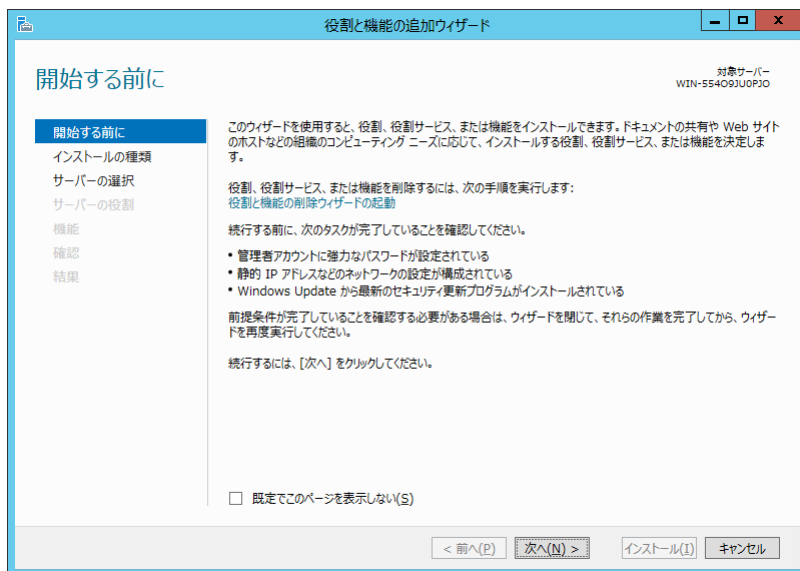 役割と機能の追加ウィザード
開始する前に
対象サーバー
WIN-55409JU0PJO
開始する前に
インストールの種類
サーバーの選択
サーバーの役割
機能
確認
結果
このウィザードを使用すると、役割、役割サービス、または機能をインストールできます。ドキュメントの共有や Web サイト
のホストなどの組織のコンピューティング ニーズに応じて、インストールする役割、役割サービス、または機能を決定しま
す。
役割、役割サービス、または機能を削除するには、次の手順を実行します:
役割と機能の削除ウィザードの起動
続行する前に、次のタスクが完了していることを確認してください。
• 管理者アカウントに強力なパスワードが設定されている
• 静的 IP アドレスなどのネットワークの設定が構成されている
• Windows Update から最新のセキュリティ更新プログラムがインストールされている
前提条件が完了していることを確認する必要がある場合は、ウィザードを閉じて、それらの作業を完了してから、ウィザー
ドを再度実行してください。
続行するには、[次へ] をクリックしてください。
既定でこのページを表示しない(S)
< 前へ(P) 次へ(N) > インストール(I) キャンセル